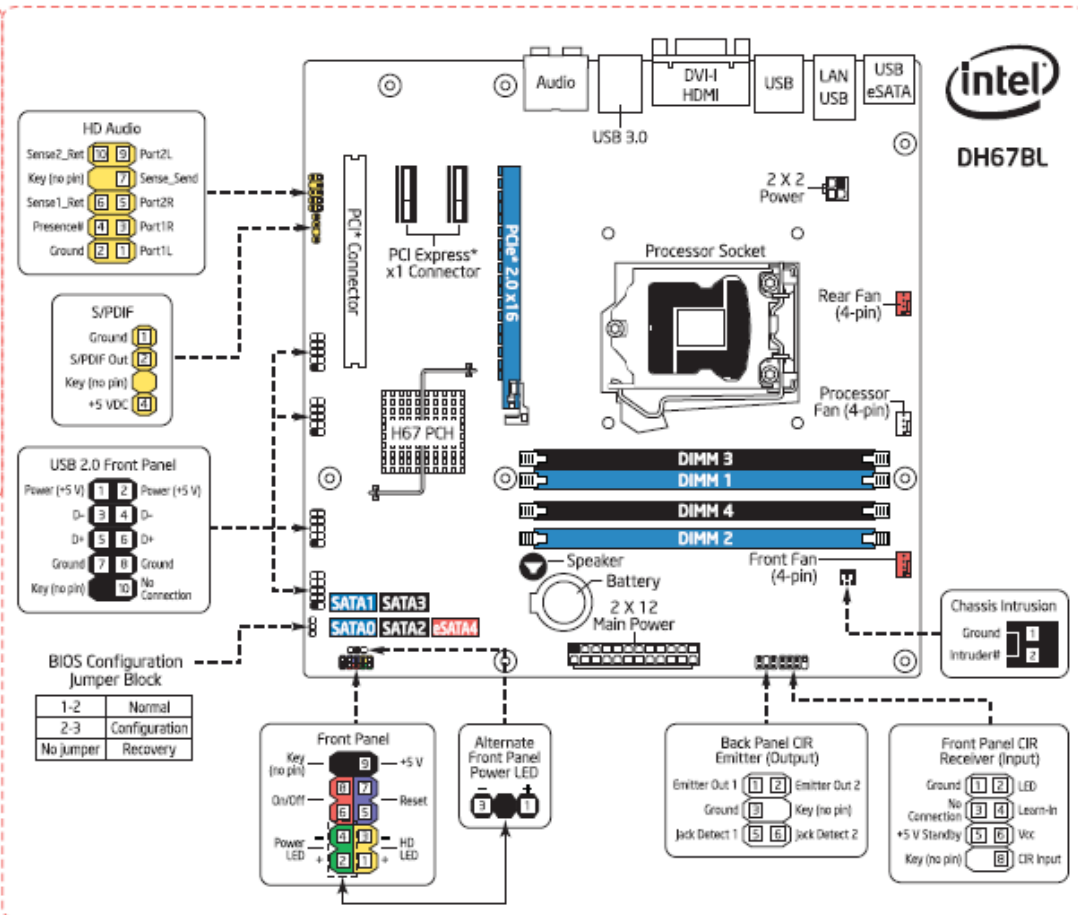 Audio
USB 3.0
DVI-I
HDMI
USB
LAN
USB
USB
eSATA
intel
DH67BL
HD Audio
Sense2_Ret 10 9 Port2L
Key (no pin) 7 Sense_Send
Sense1_Ret 6 5 Port2R
Presence# 4 3 Port1R
Ground 2 1 Port1L
PCI* Connector
PCI Express*
x1 Connector
PCIe* 2.0 x16
2 X 2
Power
Processor Socket
Rear Fan
(4-pin)
S/PDIF
Ground 1
S/PDIF Out 2
Key (no pin)
+5 VDC 4
H67 PCH
Processor
Fan (4-pin)
USB 2.0 Front Panel
Power (+5 V) 1 2 Power (+5 V)
D- 3 4 D-
D+ 5 6 D+
Ground 7 8 Ground
Key (no pin) 10 No
Connection
DIMM 3
DIMM 1
DIMM 4
DIMM 2
Speaker
Battery
Front Fan
(4-pin)
2 X 12
Main Power
SATA1 SATA3
SATA0 SATA2 eSATA4
Chassis Intrusion
Ground 1
Intruder# 2
BIOS Configuration
Jumper Block
1-2 Normal
2-3 Configuration
No jumper Recovery
Front Panel
Key
(no pin) 9 +5 V
On/Off 8 7 Reset
6 5
Power
LED - 4 3 - HD
LED
+ 2 1 +
Alternate
Front Panel
Power LED
- +
3 1
Back Panel CIR
Emitter (Output)
Emitter Out 1 1 2 Emitter Out 2
Ground 3 Key (no pin)
Jack Detect 1 5 6 Jack Detect 2
Front Panel CIR
Receiver (Input)
Ground 1 2 LED
No
Connection 3 4 Learn-In
+5 V Standby 5 6 Vcc
Key (no pin) 8 CIR Input